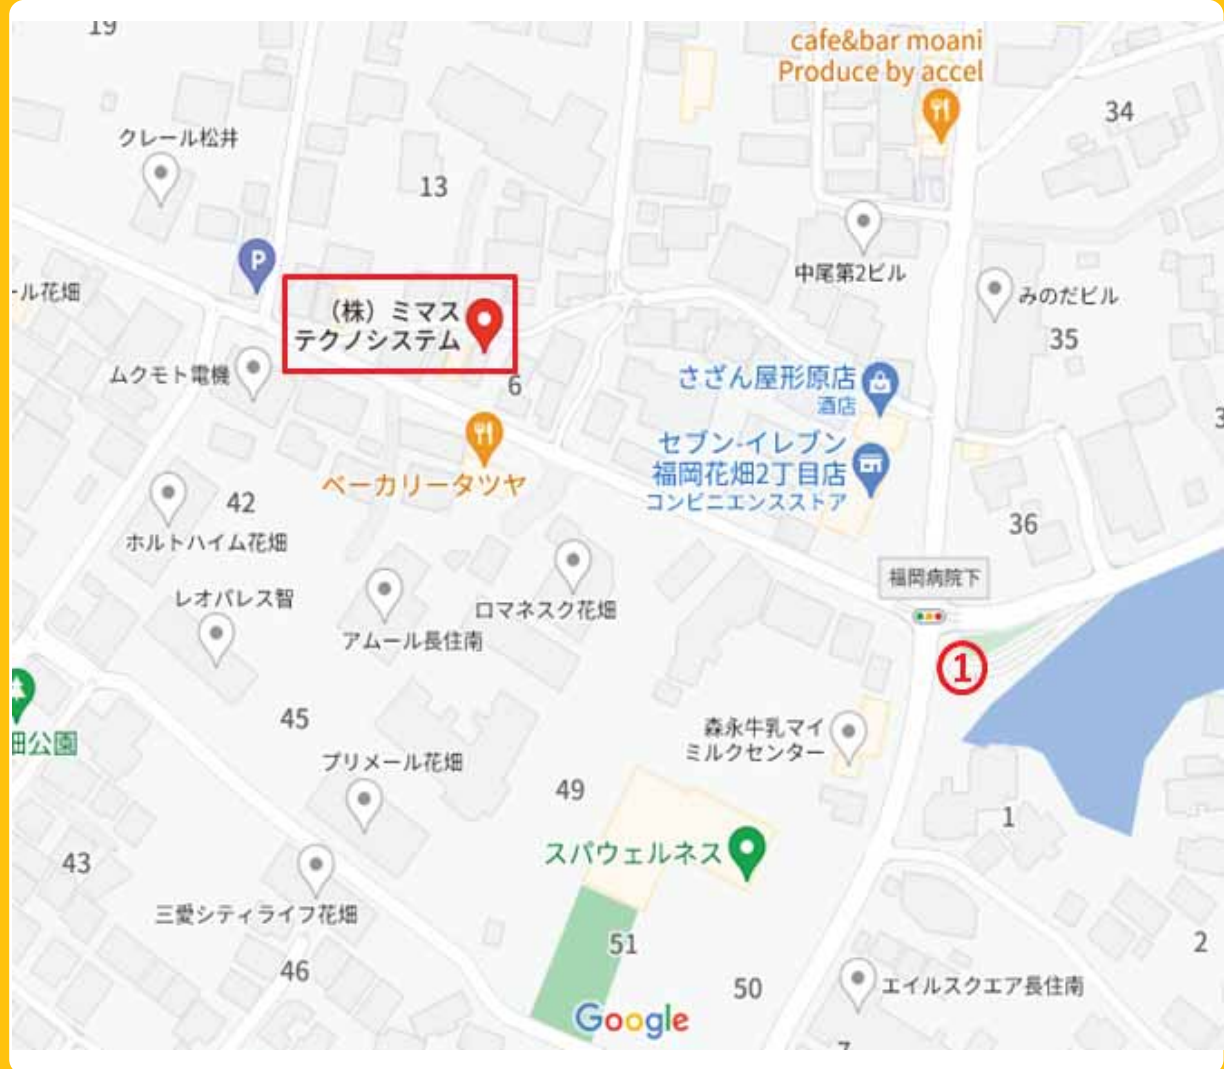 19
cafe&bar moani
Produce by accel
34
クレール松井
13
中尾第2ビル
ール花畑
P
(株)ミマス
テクノシステム
みのだビル
35
ムクモト電機
6
さざん屋形原店
酒店
セブン-イレブン
福岡花畑2丁目店
コンビニエンスストア
ベーカリータツヤ
42
36
ホルトハイム花畑
福岡病院下
レオパレス智
ロマネスク花畑
アムール長住南
①
45
畑公園
森永牛乳マイ
ミルクセンター
プリメール花畑
49
1
スパウェルネス
43
三愛シティライフ花畑
51
2
46
50
エイルスクエア長住南
Google
7